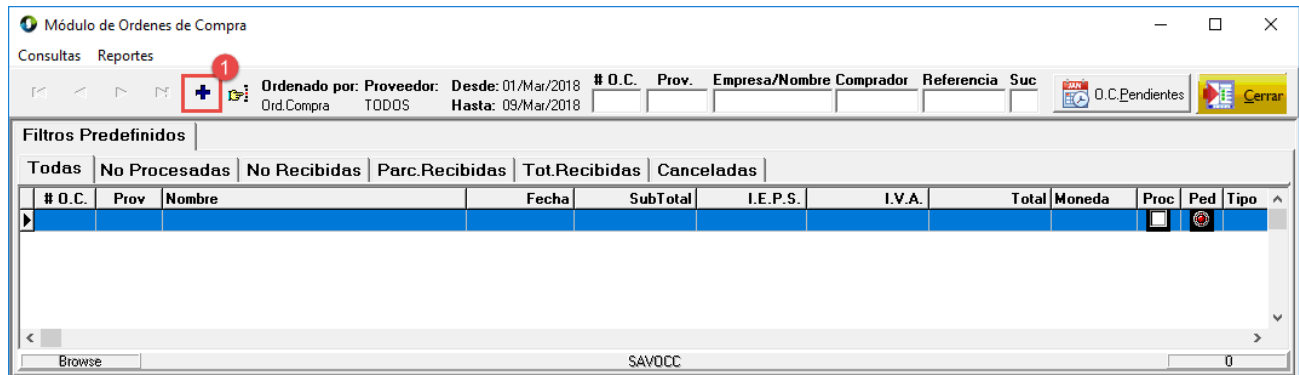 Módulo de Ordenes de Compra
Consultas Reportes
1
Ordenado por: Proveedor: Desde: 01/Mar/2018 # O.C. Prov. Empresa/Nombre Comprador Referencia Suc
Ord.Compra TODOS Hasta: 09/Mar/2018
JAN
O.C.Pendientes Cerrar
Filtros Predefinidos
Todas No Procesadas No Recibidas Parc.Recibidas Tot.Recibidas Canceladas
# O.C. Prov Nombre Fecha SubTotal I.E.P.S. I.V.A. Total Moneda Proc Ped Tipo
Browse SAVOCC 0